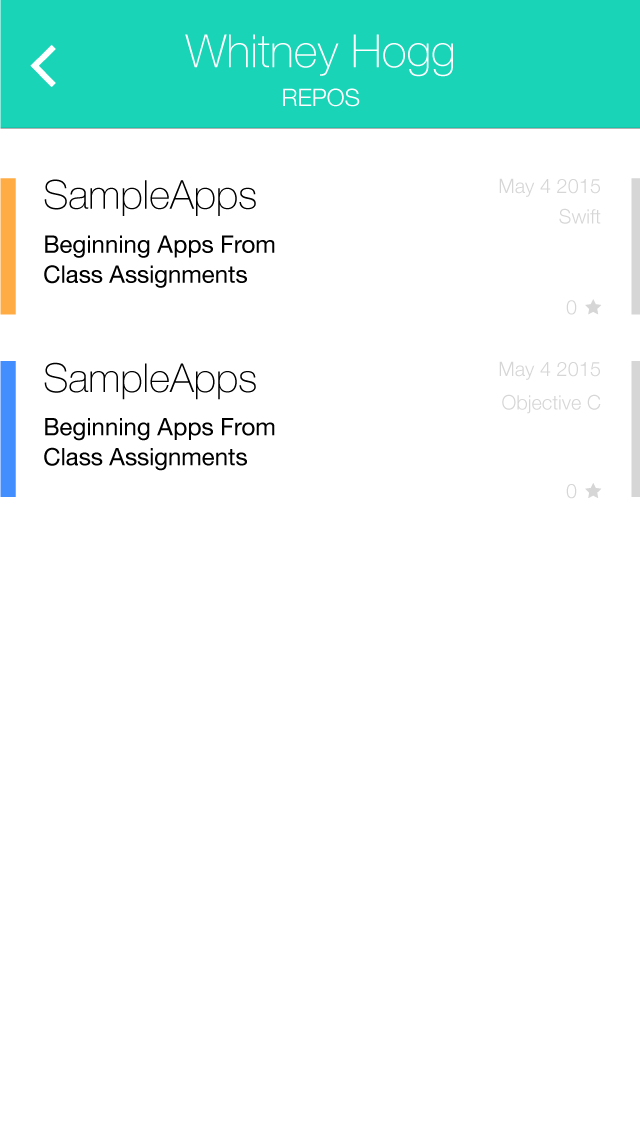 Whitney Hogg
REPOS
SampleApps
May 4 2015
Swift
Beginning Apps From
Class Assignments
0
SampleApps
May 4 2015
Objective C
Beginning Apps From
Class Assignments
0